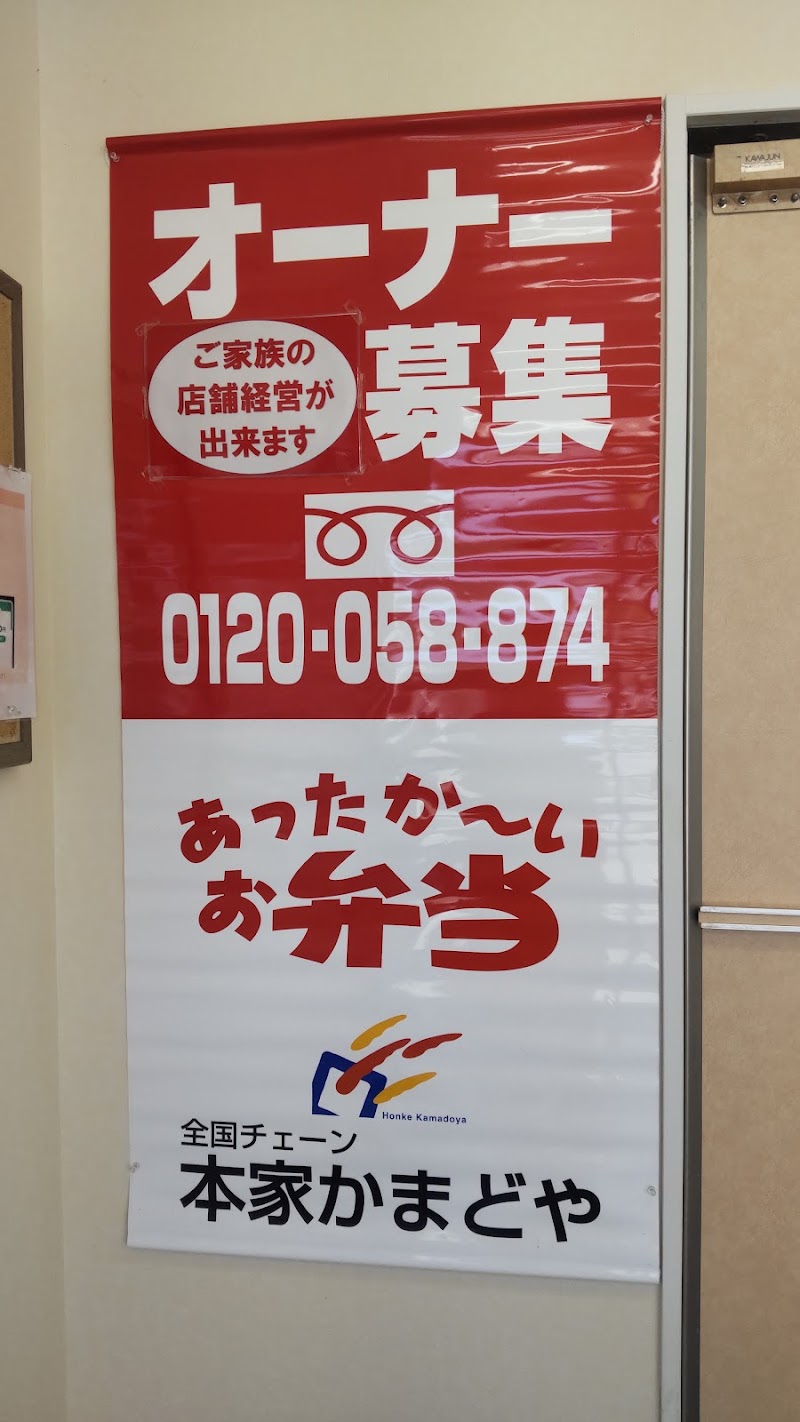 オーナー
ご家族の
店舗経営が
出来ます
募集
0120-058-874
あったか〜い
お弁当
Honke Kamadoya
全国チェーン
本家かまどや
KAWAJUN